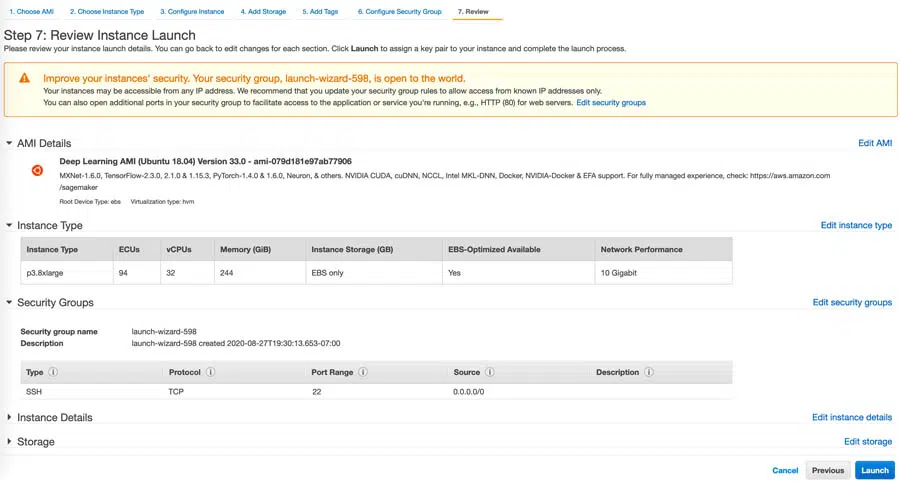 1. Choose AMI 2. Choose Instance Type 3. Configure Instance 4. Add Storage 5. Add Tags 6. Configure Security Group 7. Review
Step 7: Review Instance Launch
Please review your instance launch details. You can go back to edit changes for each section. Click Launch to assign a key pair to your instance and complete the launch process.
Improve your instances' security. Your security group, launch-wizard-598, is open to the world.
Your instances may be accessible from any IP address. We recommend that you update your security group rules to allow access from known IP addresses only.
You can also open additional ports in your security group to facilitate access to the application or service you're running, e.g., HTTP (80) for web servers. Edit security groups
AMI Details Edit AMI
Deep Learning AMI (Ubuntu 18.04) Version 33.0 - ami-079d181e97ab77906
MXNet-1.6.0, TensorFlow-2.3.0, 2.1.0 & 1.15.3, PyTorch-1.4.0 & 1.6.0, Neuron, & others. NVIDIA CUDA, cuDNN, NCCL, Intel MKL-DNN, Docker, NVIDIA-Docker & EFA support. For fully managed experience, check: https://aws.amazon.com
/sagemaker
Root Device Type: ebs Virtualization type: hvm
Instance Type Edit instance type
Instance Type ECUs vCPUs Memory (GiB) Instance Storage (GB) EBS-Optimized Available Network Performance
p3.8xlarge 94 32 244 EBS only Yes 10 Gigabit
Security Groups Edit security groups
Security group name launch-wizard-598
Description launch-wizard-598 created 2020-08-27T19:30:13.653-07:00
Type Protocol Port Range Source Description
SSH TCP 22 0.0.0.0/0
Instance Details Edit instance details
Storage Edit storage
Cancel Previous Launch